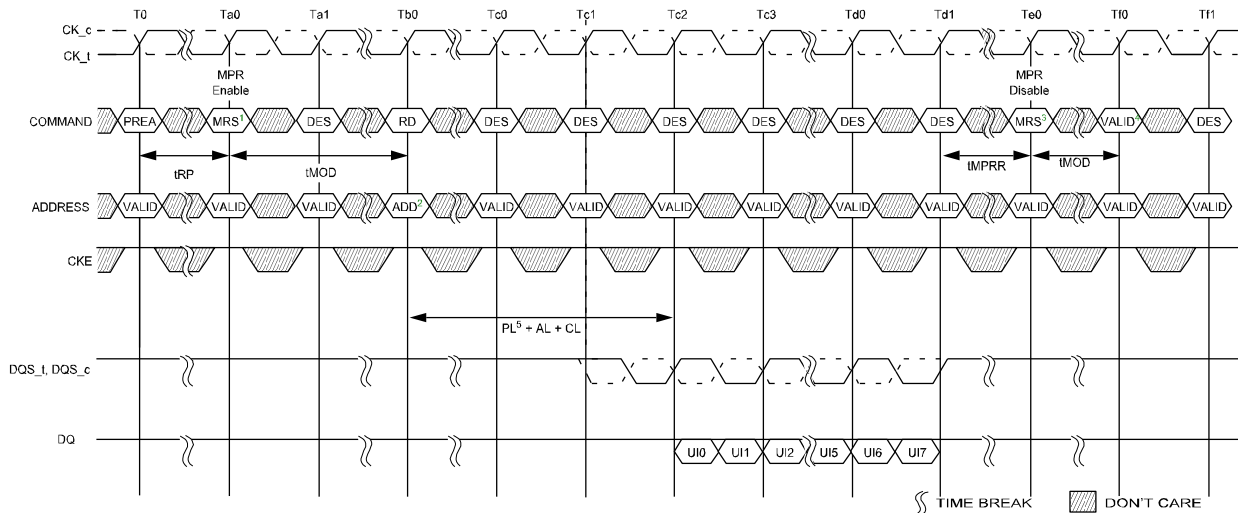 T0 Ta0 Ta1 Tb0 Tc0 Tc1 Tc2 Tc3 Td0 Td1 Te0 Tf0 Tf1
CK_c
CK_t
MPR Enable
MPR Disable
COMMAND PREA MRS1 DES RD DES DES DES DES DES DES MRS3 VALID4 DES
tRP tMOD tMPRR tMOD
ADDRESS VALID VALID VALID ADD2 VALID VALID VALID VALID VALID VALID VALID VALID VALID
CKE
PL5 + AL + CL
DQS_t, DQS_c
DQ UI0 UI1 UI2 UI5 UI6 UI7
TIME BREAK DON'T CARE